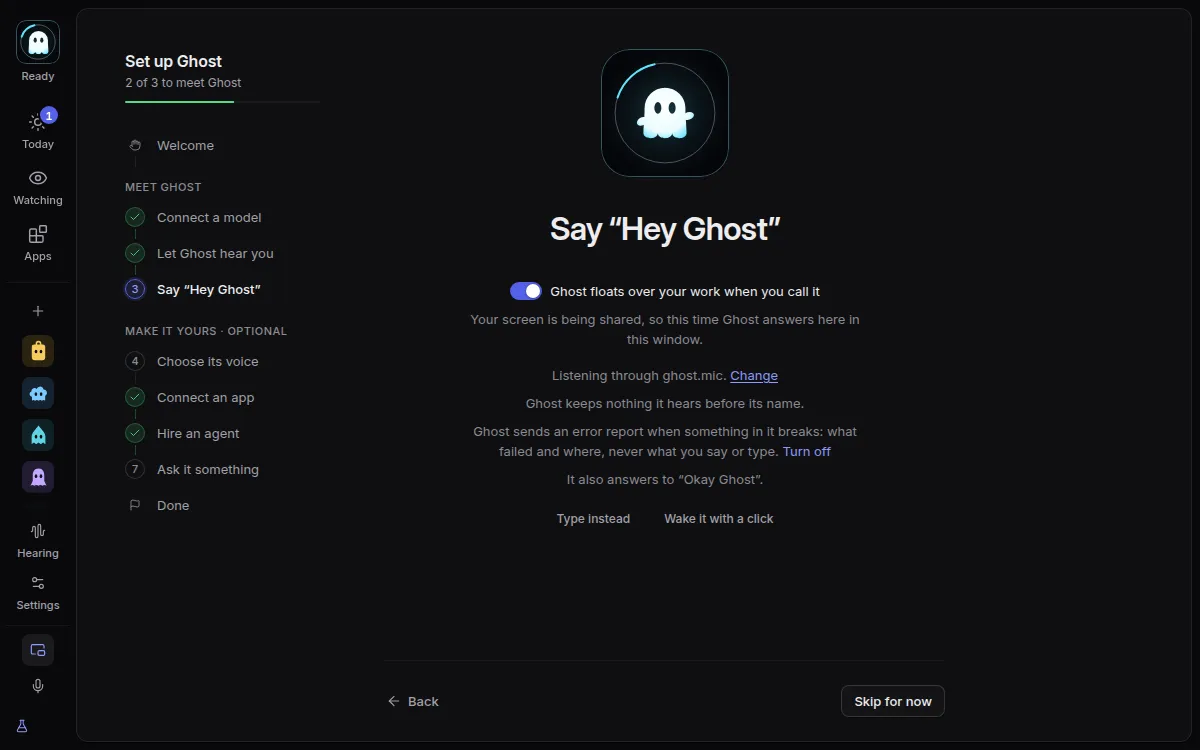 Ready
1
Today
Watching
Apps
Hearing
Settings
Set up Ghost
2 of 3 to meet Ghost
Welcome
MEET GHOST
Connect a model
Let Ghost hear you
3 Say “Hey Ghost”
MAKE IT YOURS · OPTIONAL
4 Choose its voice
Connect an app
Hire an agent
7 Ask it something
Done
Say “Hey Ghost”
Ghost floats over your work when you call it
Your screen is being shared, so this time Ghost answers here in
this window.
Listening through ghost.mic. Change
Ghost keeps nothing it hears before its name.
Ghost sends an error report when something in it breaks: what
failed and where, never what you say or type. Turn off
It also answers to “Okay Ghost”.
Type instead Wake it with a click
Back
Skip for now